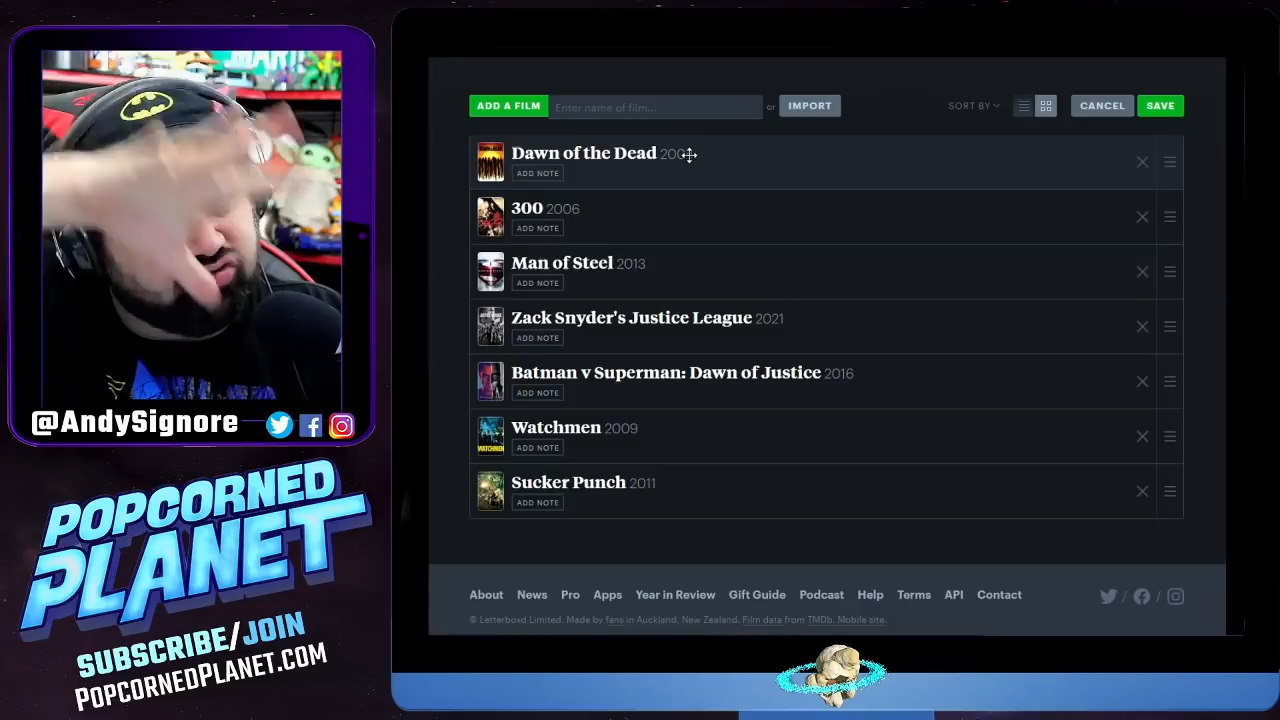 @AndySignore
POPCORNED
PLANET
SUBSCRIBE/JOIN
POPCORNEDPLANET.COM
ADD A FILM Enter name of film... or IMPORT SORT BY CANCEL SAVE
Dawn of the Dead
ADD NOTE
300 2006
ADD NOTE
Man of Steel 2013
ADD NOTE
Zack Snyder's Justice League 2021
ADD NOTE
Batman v Superman: Dawn of Justice 2016
ADD NOTE
Watchmen 2009
ADD NOTE
WATCHMEN
Sucker Punch 2011
ADD NOTE
About News Pro Apps Year in Review Gift Guide Podcast Help Terms API Contact
© Letterboxd Limited. Made by fans in Auckland, New Zealand. Film data from TMDb. Mobile site.